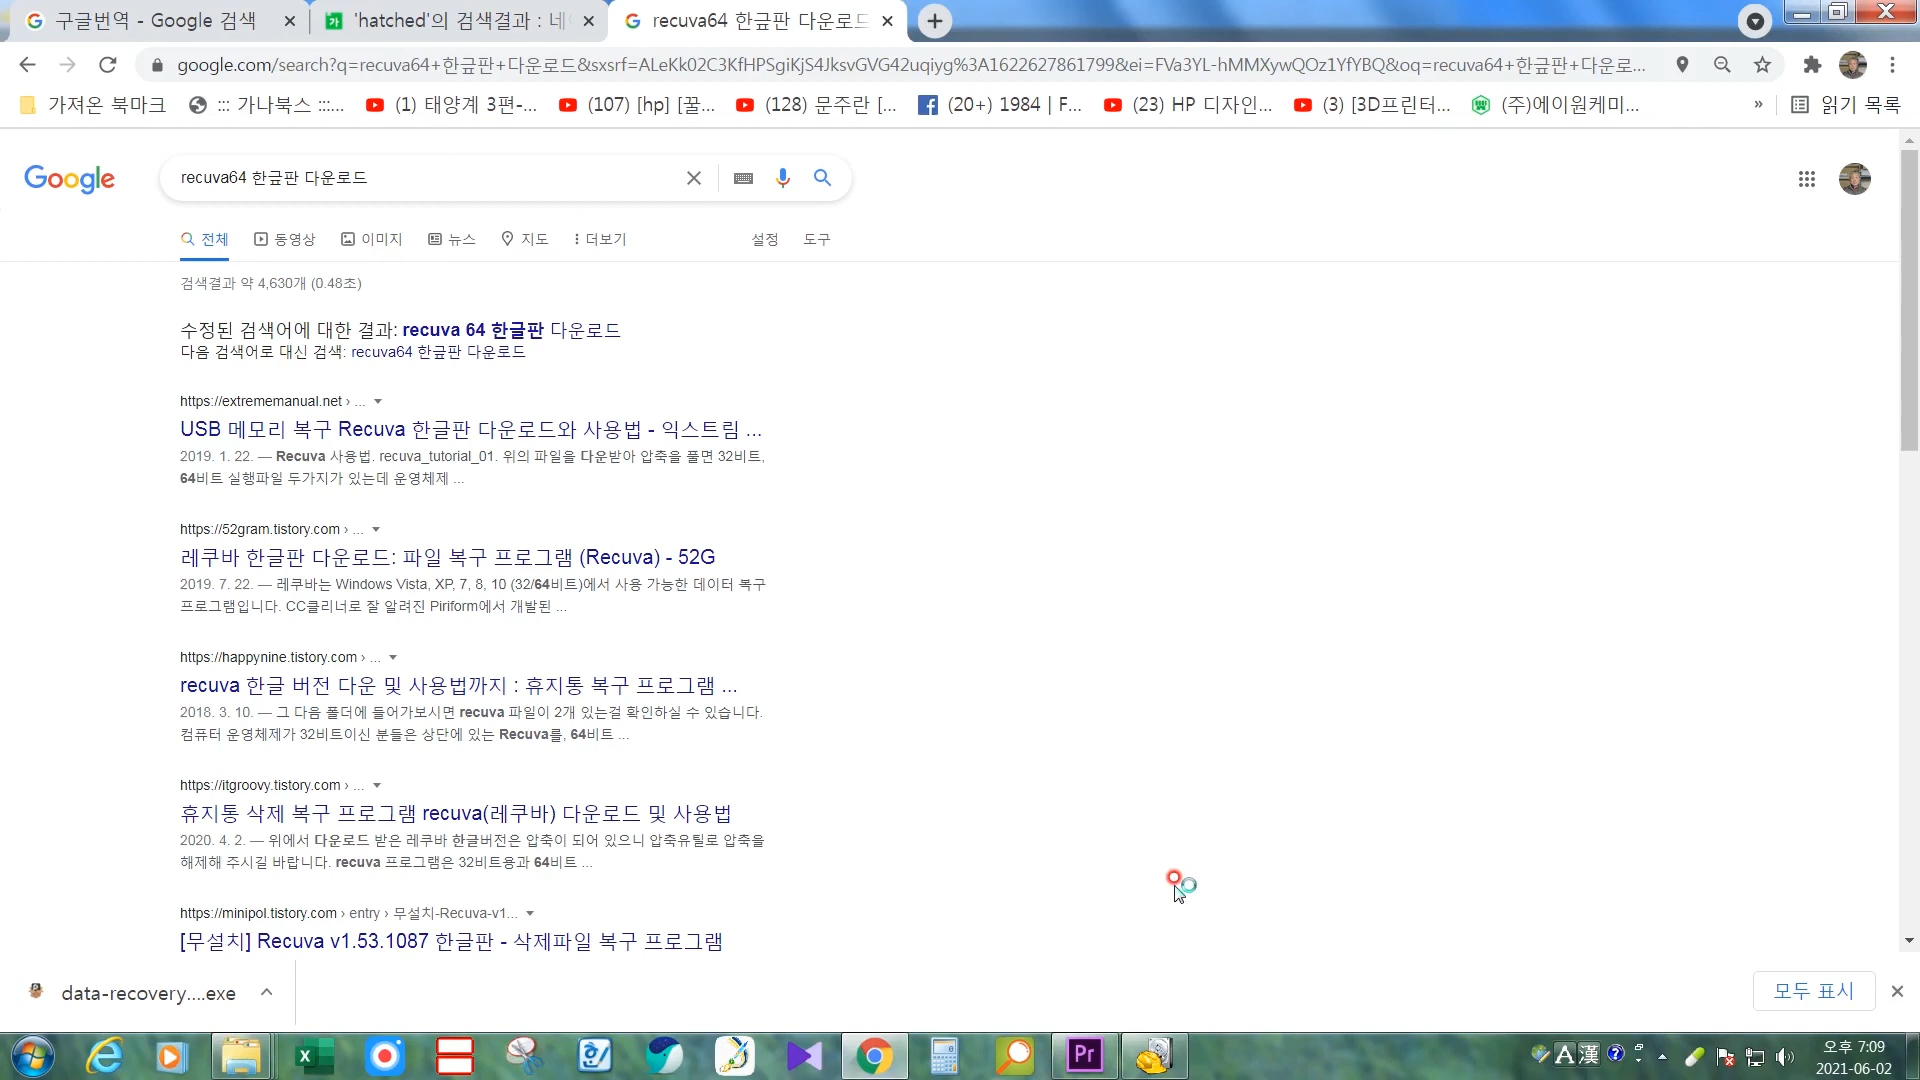 구글번역 - Google 검색
'hatched'의 검색결과 : 네이
recuva64 한긆판 다운로드
google.com/search?q=recuva64+한긆판+다운로드&sxsrf=ALeKk02C3KfHPSgiKjS4JksvGVG42uqiyg%3A1622627861799&ei=FVa3YL-hMMXywQOz1YfYBQ&oq=recuva64+한긆판+다운로...
가져온 북마크
::: 가나북스 :::...
(1) 태양계 3편-...
(107) [hp] [꿀...
(128) 문주란 [...
(20+) 1984 | F...
(23) HP 디자인...
(3) [3D프린터...
(주)에이원케미...
»
읽기 목록
Google
recuva64 한긆판 다운로드
전체
동영상
이미지
뉴스
지도
더보기
설정
도구
검색결과 약 4,630개 (0.48초)
수정된 검색어에 대한 결과: recuva 64 한글판 다운로드
다음 검색어로 대신 검색: recuva64 한긆판 다운로드
https://extrememanual.net › ...
USB 메모리 복구 Recuva 한글판 다운로드와 사용법 - 익스트림 ...
2019. 1. 22. — Recuva 사용법. recuva_tutorial_01. 위의 파일을 다운받아 압축을 풀면 32비트,
64비트 실행파일 두가지가 있는데 운영체제 ...
https://52gram.tistory.com › ...
레쿠바 한글판 다운로드: 파일 복구 프로그램 (Recuva) - 52G
2019. 7. 22. — 레쿠바는 Windows Vista, XP, 7, 8, 10 (32/64비트)에서 사용 가능한 데이터 복구
프로그램입니다. CC클리너로 잘 알려진 Piriform에서 개발된 ...
https://happynine.tistory.com › ...
recuva 한글 버전 다운 및 사용법까지 : 휴지통 복구 프로그램 ...
2018. 3. 10. — 그 다음 폴더에 들어가보시면 recuva 파일이 2개 있는걸 확인하실 수 있습니다.
컴퓨터 운영체제가 32비트이신 분들은 상단에 있는 Recuva를, 64비트 ...
https://itgroovy.tistory.com › ...
휴지통 삭제 복구 프로그램 recuva(레쿠바) 다운로드 및 사용법
2020. 4. 2. — 위에서 다운로드 받은 레쿠바 한글버전은 압축이 되어 있으니 압축유틸로 압축을
해제해 주시길 바랍니다. recuva 프로그램은 32비트용과 64비트 ...
https://minipol.tistory.com › entry › 무설치-Recuva-v1...
[무설치] Recuva v1.53.1087 한글판 - 삭제파일 복구 프로그램
data-recovery....exe
모두 표시
Pr
A 漢
오후 7:09
2021-06-02